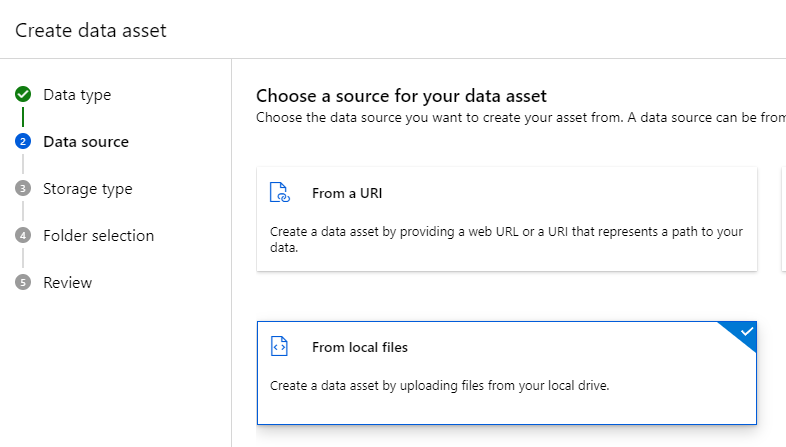 Create data asset
Data type
2 Data source
3 Storage type
4 Folder selection
5 Review
Choose a source for your data asset
Choose the data source you want to create your asset from. A data source can be from
From a URI
Create a data asset by providing a web URL or a URI that represents a path to your
data.
From local files
Create a data asset by uploading files from your local drive.